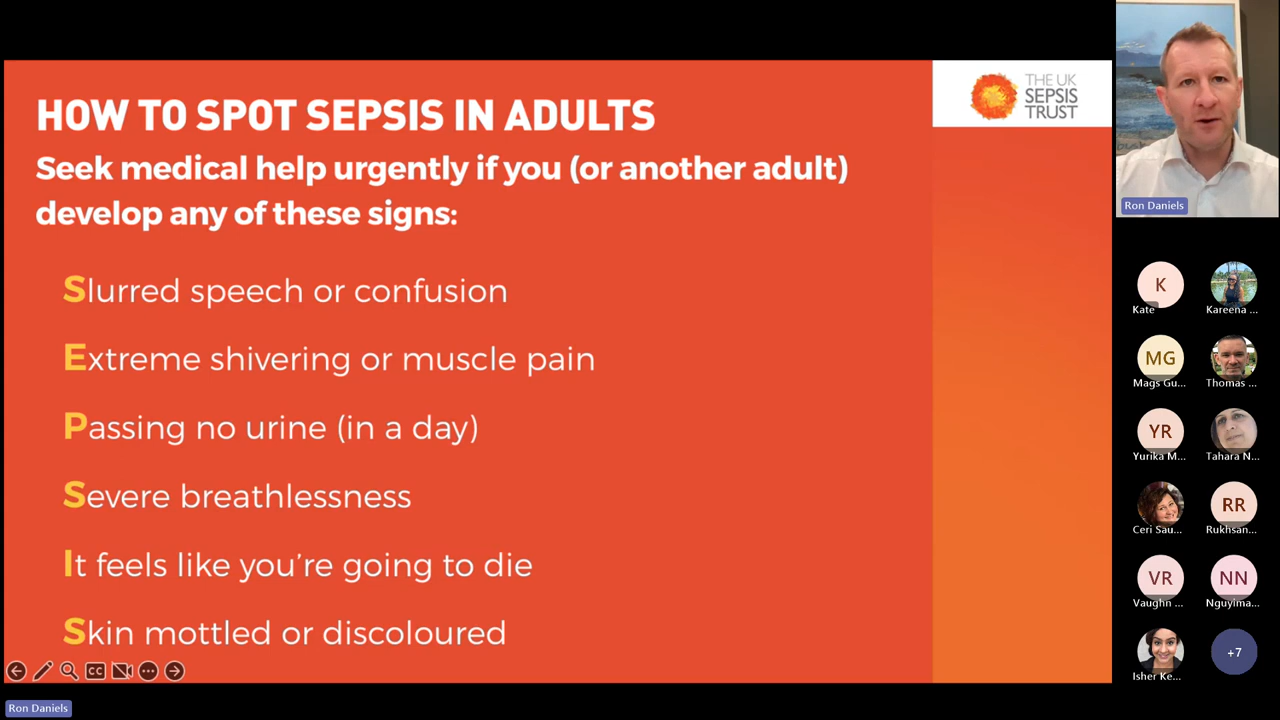 HOW TO SPOT SEPSIS IN ADULTS
Seek medical help urgently if you (or another adult)
develop any of these signs:
Slurred speech or confusion
Extreme shivering or muscle pain
Passing no urine (in a day)
Severe breathlessness
It feels like you're going to die
Skin mottled or discoloured
THE UK
SEPSIS
TRUST
CC
Ron Daniels
Ron Daniels
K
Kate
Kareena ...
MG
Mags Gu...
Thomas ...
YR
Yurika M...
Tahara N...
Ceri Sau...
RR
Rukhsan...
VR
Vaughn ...
NN
Nguyima...
Isher Ke...
+7